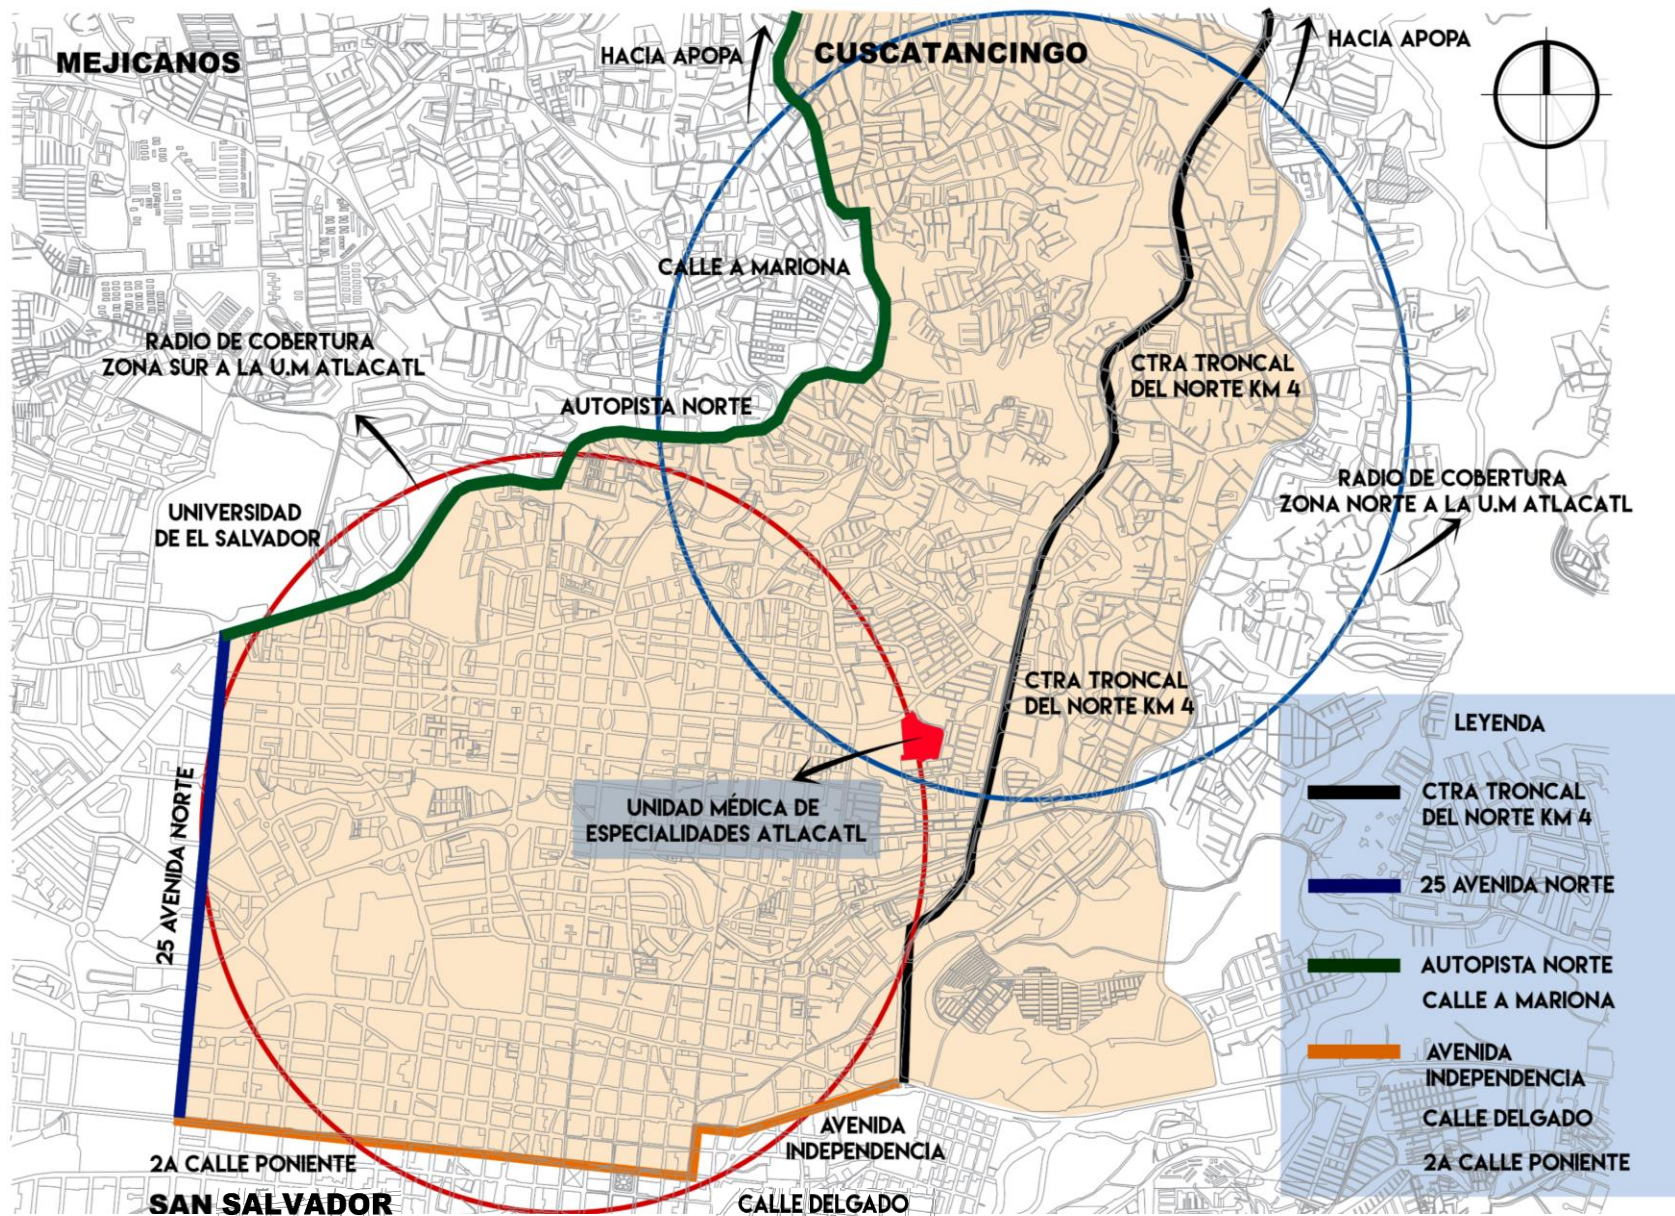 MEJICANOS
HACIA APOPA
CUSCATANCINGO
HACIA APOPA
CALLE A MARIONA
RADIO DE COBERTURA
ZONA SUR A LA U.M ATLACATL
AUTOPISTA NORTE
CTRA TRONCAL
DEL NORTE KM 4
RADIO DE COBERTURA
ZONA NORTE A LA U.M ATLACATL
UNIVERSIDAD
DE EL SALVADOR
CTRA TRONCAL
DEL NORTE KM 4
25 AVENIDA NORTE
UNIDAD MÉDICA DE
ESPECIALIDADES ATLACATL
AVENIDA
INDEPENDENCIA
2A CALLE PONIENTE
SAN SALVADOR
CALLE DELGADO
LEYENDA
CTRA TRONCAL
DEL NORTE KM 4
25 AVENIDA NORTE
AUTOPISTA NORTE
CALLE A MARIONA
AVENIDA
INDEPENDENCIA
CALLE DELGADO
2A CALLE PONIENTE